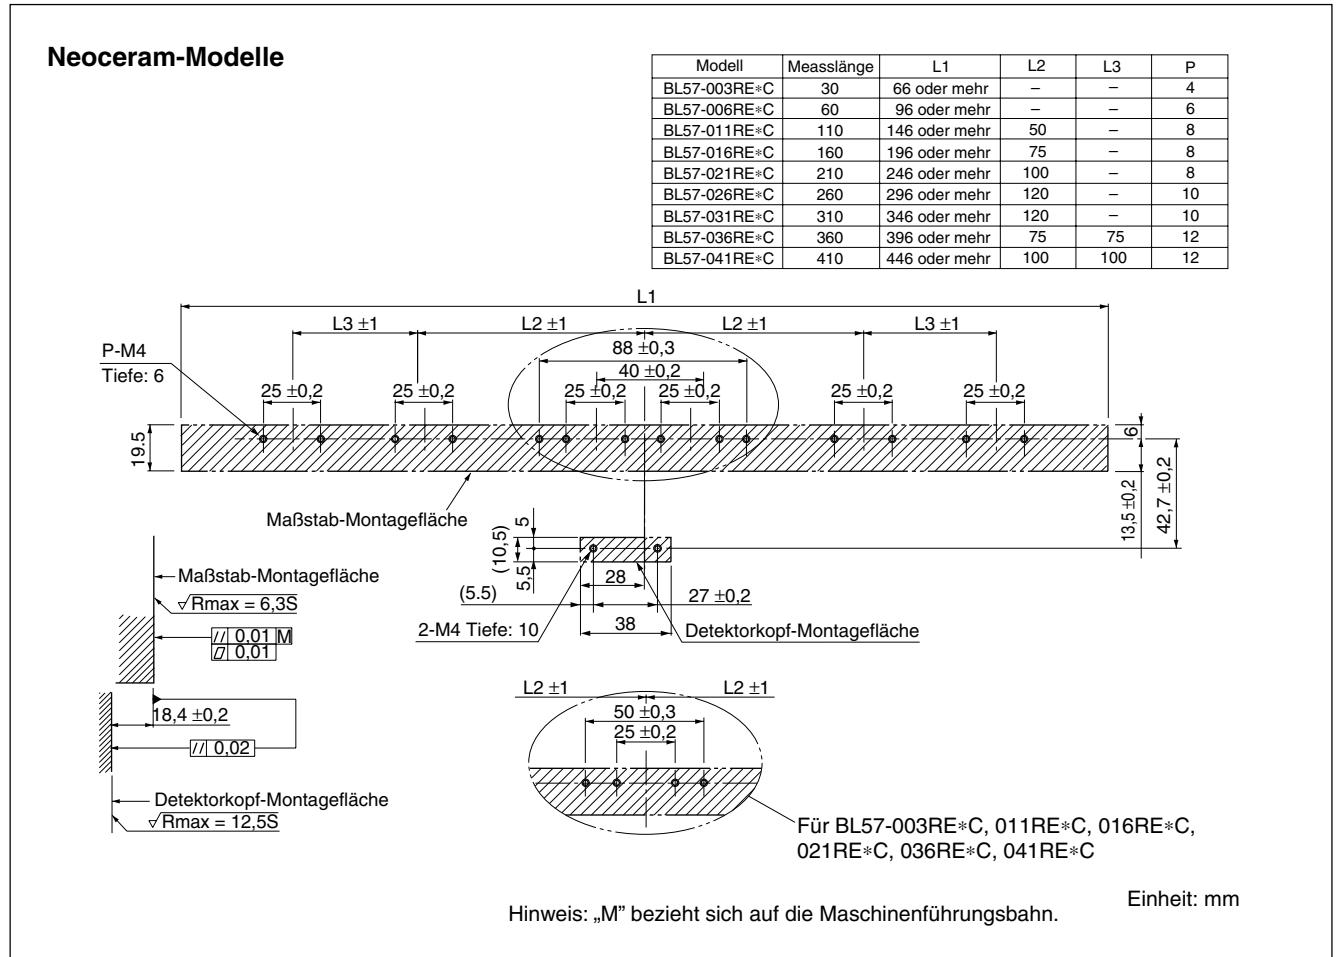 Neoceram-Modelle
Modell Measslänge L1 L2 L3 P
BL57-003RE*C 30 66 oder mehr – – 4
BL57-006RE*C 60 96 oder mehr – – 6
BL57-011RE*C 110 146 oder mehr 50 – 8
BL57-016RE*C 160 196 oder mehr 75 – 8
BL57-021RE*C 210 246 oder mehr 100 – 8
BL57-026RE*C 260 296 oder mehr 120 – 10
BL57-031RE*C 310 346 oder mehr 120 – 10
BL57-036RE*C 360 396 oder mehr 75 75 12
BL57-041RE*C 410 446 oder mehr 100 100 12
L1
L3 ±1 L2 ±1 L2 ±1 L3 ±1
P-M4
Tiefe: 6
88 ±0,3
40 ±0,2
25 ±0,2 25 ±0,2 25 ±0,2 25 ±0,2 25 ±0,2 25 ±0,2
19.5
6
13,5 ±0,2
42,7 ±0,2
Maßstab-Montagefläche
(10,5)
5
5,5
28
(5.5)
27 ±0,2
38
2-M4 Tiefe: 10
Detektorkopf-Montagefläche
Maßstab-Montagefläche
Rmax = 6,3S
// 0,01 M
⏥ 0,01
18,4 ±0,2
// 0,02
Detektorkopf-Montagefläche
Rmax = 12,5S
L2 ±1 L2 ±1
50 ±0,3
25 ±0,2
Für BL57-003RE*C, 011RE*C, 016RE*C,
021RE*C, 036RE*C, 041RE*C
Einheit: mm
Hinweis: „M” bezieht sich auf die Maschinenführungsbahn.